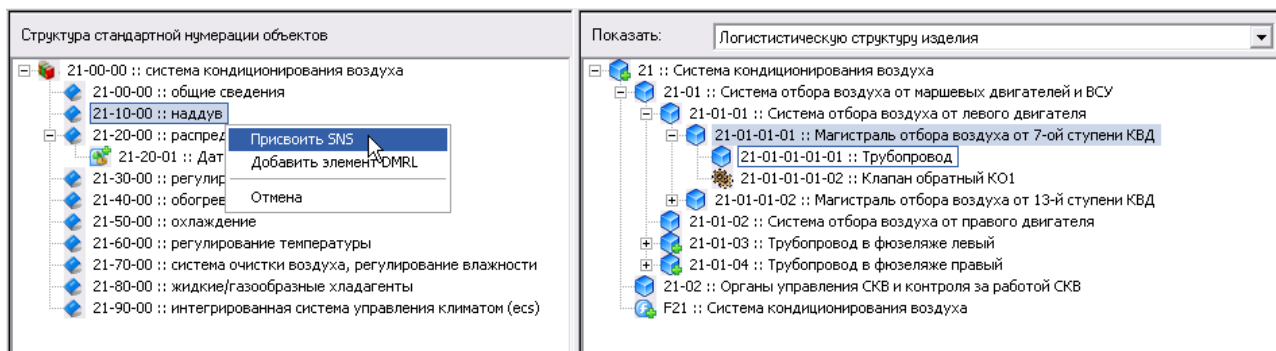 Структура стандартной нумерации объектов
21-00-00 :: система кондиционирования воздуха
21-00-00 :: общие сведения
21-10-00 :: наддув
21-20-00 :: распред
21-20-01 :: Дат
21-30-00 :: регулир
21-40-00 :: обогрев
21-50-00 :: охлаждение
21-60-00 :: регулирование температуры
21-70-00 :: система очистки воздуха, регулирование влажности
21-80-00 :: жидкие/газообразные хладагенты
21-90-00 :: интегрированная система управления климатом (ecs)
Присвоить SNS
Добавить элемент DMRL
Отмена
Показать: Логистистическую структуру изделия
21 :: Система кондиционирования воздуха
21-01 :: Система отбора воздуха от маршевых двигателей и ВСУ
21-01-01 :: Система отбора воздуха от левого двигателя
21-01-01-01 :: Магистраль отбора воздуха от 7-ой ступени КВД
21-01-01-01-01 :: Трубопровод
21-01-01-01-02 :: Клапан обратный КО1
21-01-01-02 :: Магистраль отбора воздуха от 13-й ступени КВД
21-01-02 :: Система отбора воздуха от правого двигателя
21-01-03 :: Трубопровод в фюзеляже левый
21-01-04 :: Трубопровод в фюзеляже правый
21-02 :: Органы управления СКВ и контроля за работой СКВ
F21 :: Система кондиционирования воздуха